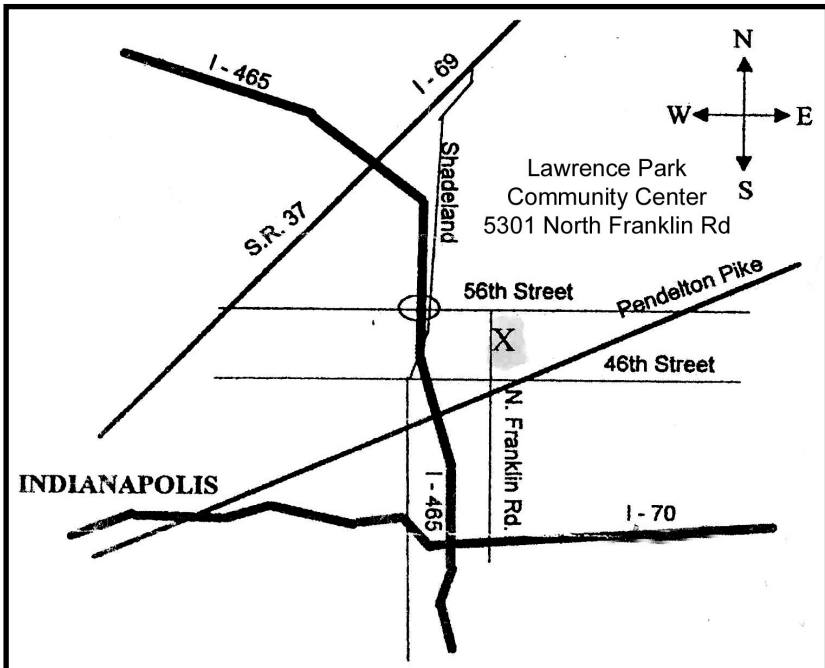 N
W
E
S
I - 465
I - 69
Shadeland
Lawrence Park
Community Center
5301 North Franklin Rd
S.R. 37
56th Street
Pendelton Pike
X
46th Street
N. Franklin Rd.
INDIANAPOLIS
I - 465
I - 70